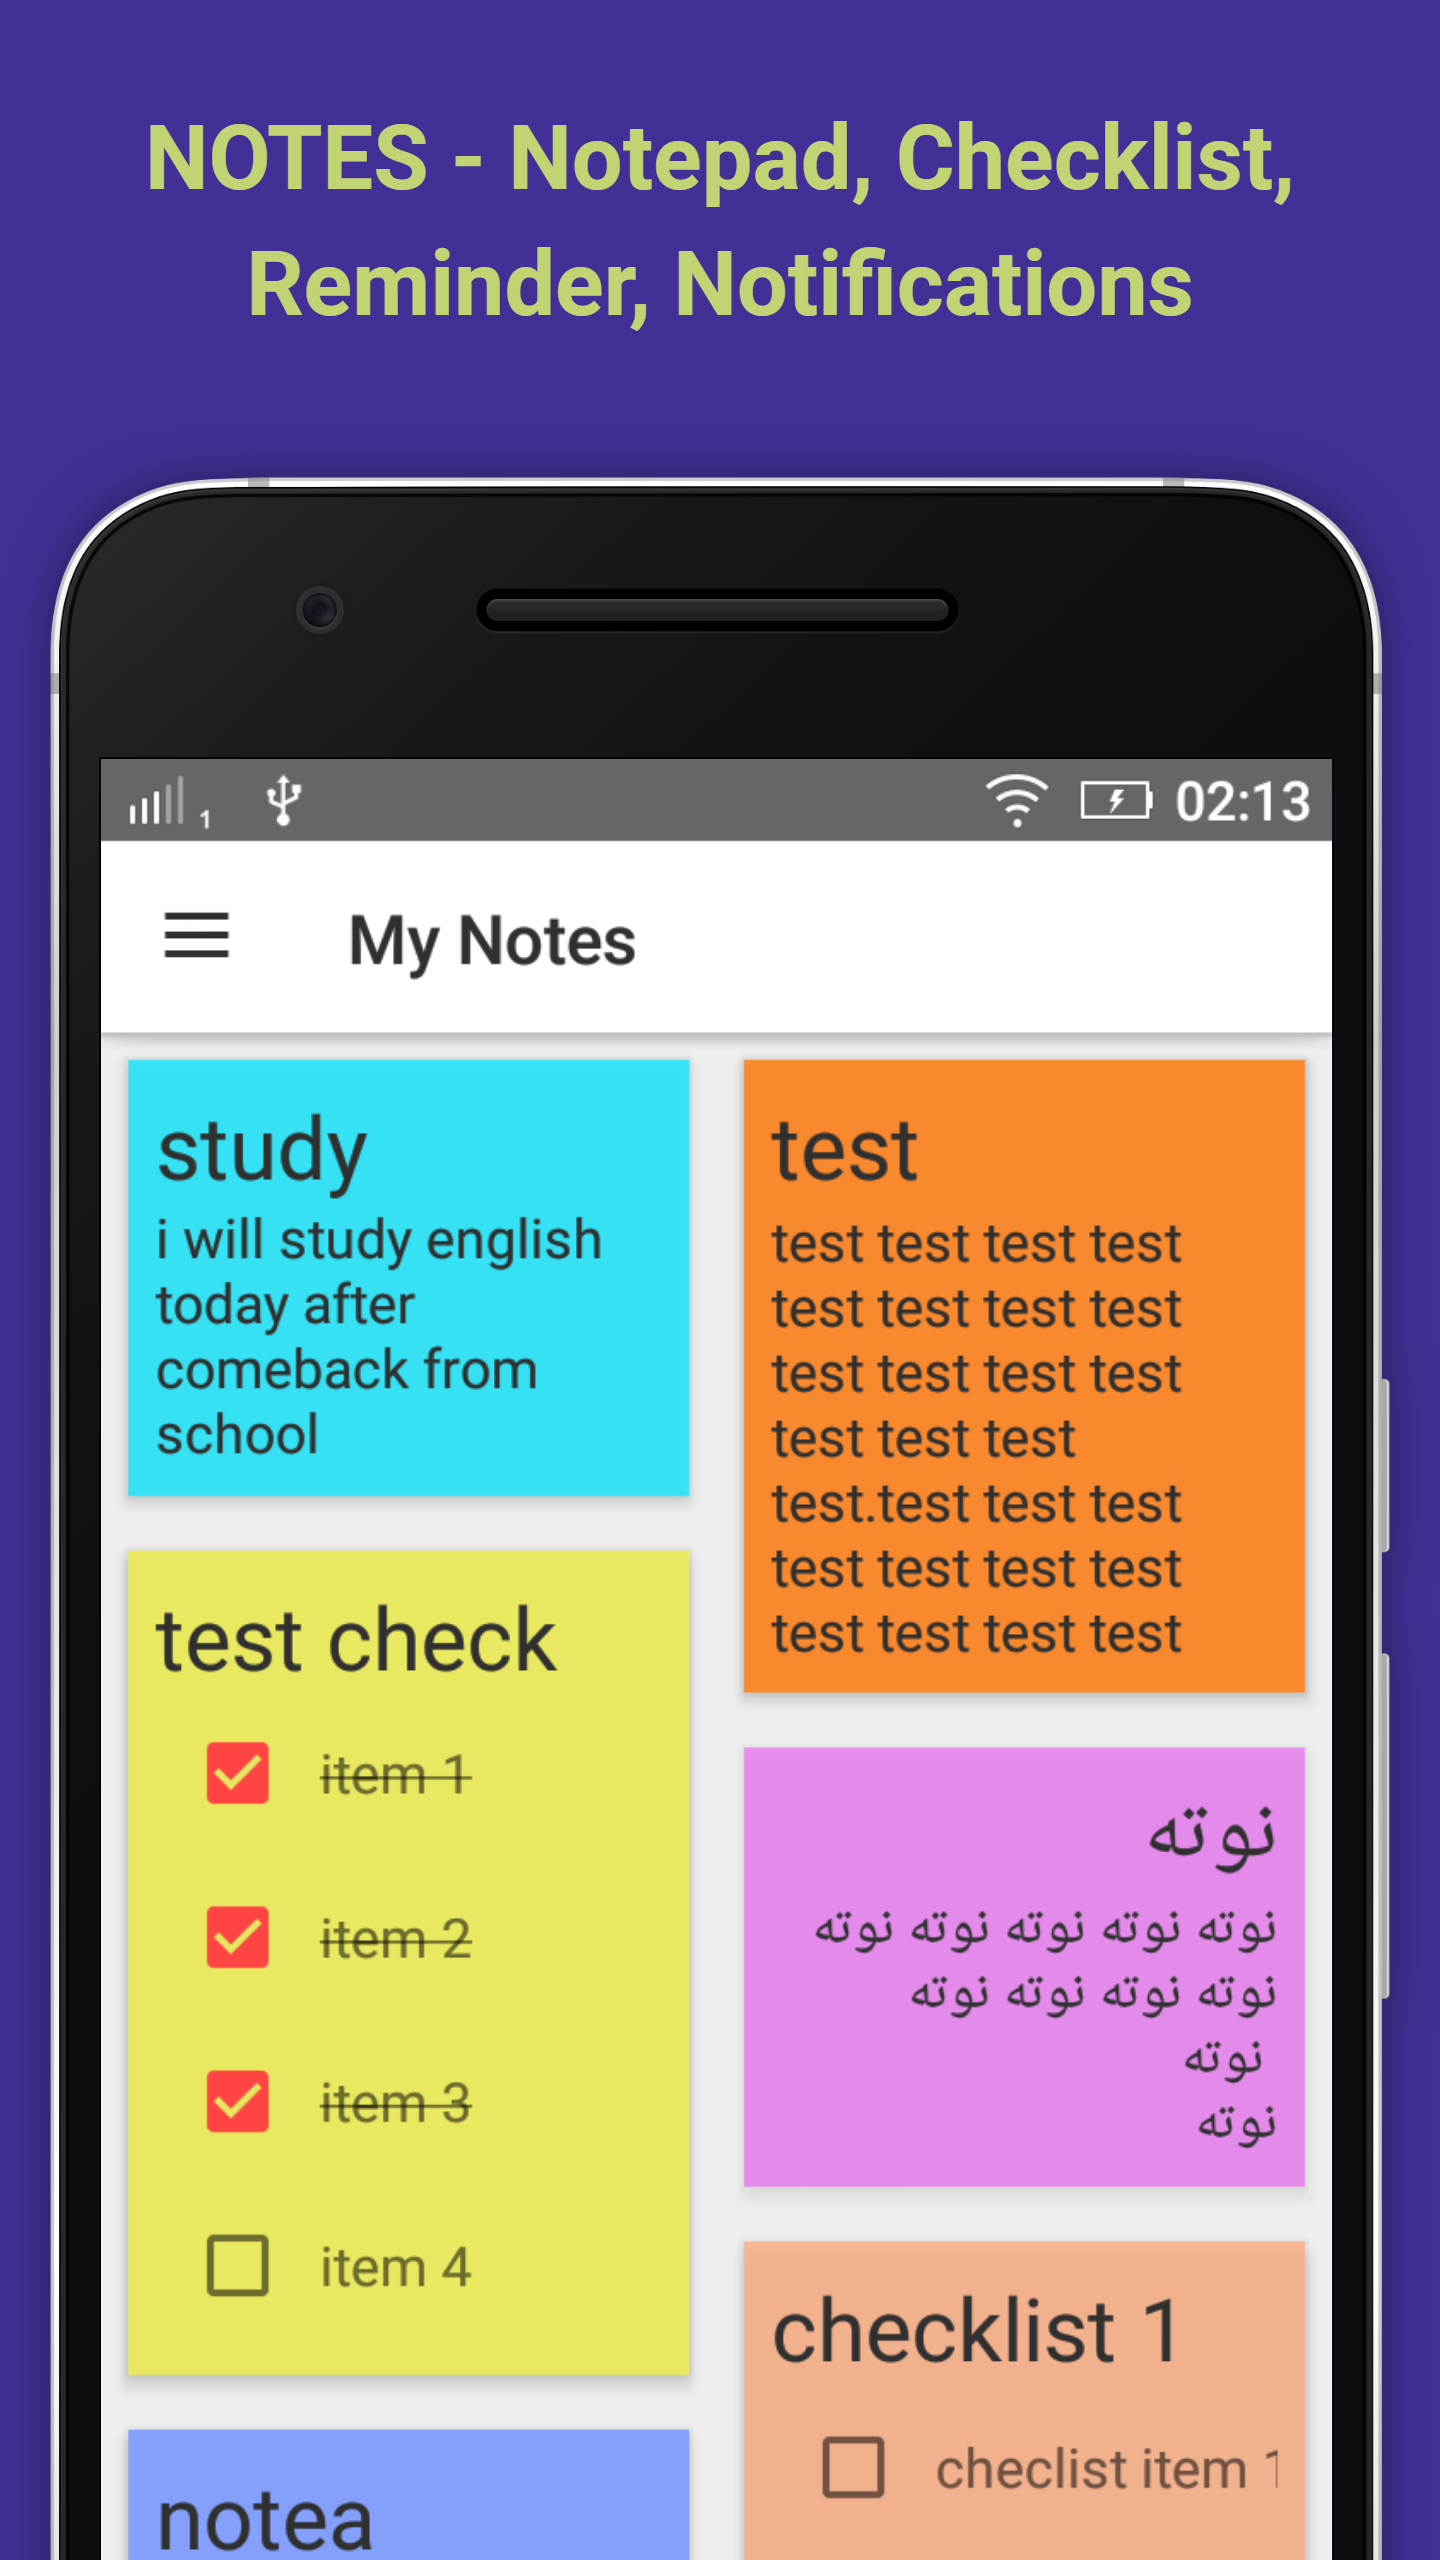 NOTES - Notepad, Checklist,
Reminder, Notifications
1
02:13
My Notes
study
i will study english
today after
comeback from
school
test check
item 1
item 2
item 3
item 4
notea
test
test test test test
test test test test
test test test test
test test test
test.test test test
test test test test
test test test test
نوته
نوته نوته نوته نوته نوته
نوته نوته نوته نوته
نوته
نوته
checklist 1
checlist item 1